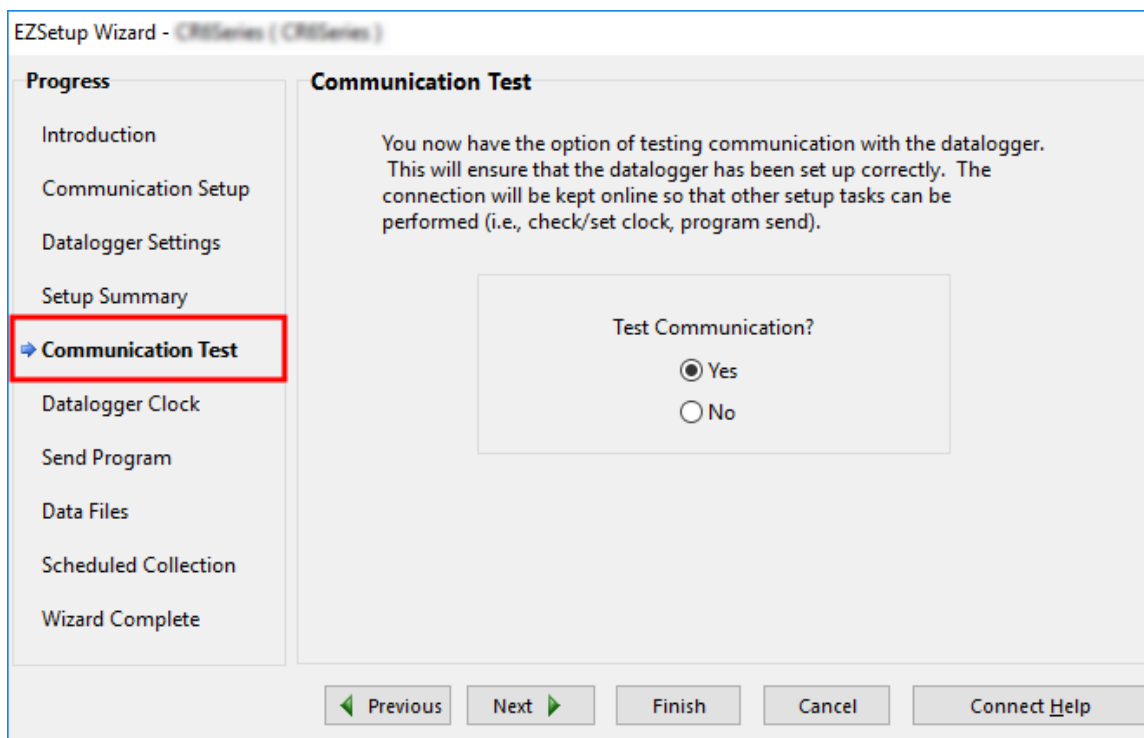 EZSetup Wizard - CR6Series ( CR6Series )
Progress
Introduction
Communication Setup
Datalogger Settings
Setup Summary
Communication Test
Datalogger Clock
Send Program
Data Files
Scheduled Collection
Wizard Complete
Communication Test
You now have the option of testing communication with the datalogger.
This will ensure that the datalogger has been set up correctly. The
connection will be kept online so that other setup tasks can be
performed (i.e., check/set clock, program send).
Test Communication?
Yes
No
Previous
Next
Finish
Cancel
Connect Help